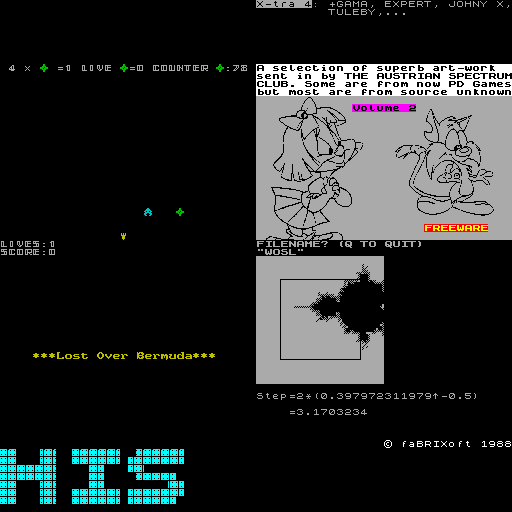 X-tra 4: +GAMA, EXPERT, JOHNY X,
TULEBY,...
4 x =1 LIVE =0 COUNTER :78
A selection of superb art-work
sent in by THE AUSTRIAN SPECTRUM
CLUB. Some are from now PD Games
but most are from source unknown
Volume 2
FREEWARE
LIVES:1
SCORE:0
FILENAME? (Q TO QUIT)
"WOSL"
***Lost Over Bermuda***
Step=2*(0.397972311979↑-0.5)
=3.1703234
© faBRIXoft 1988
HIS